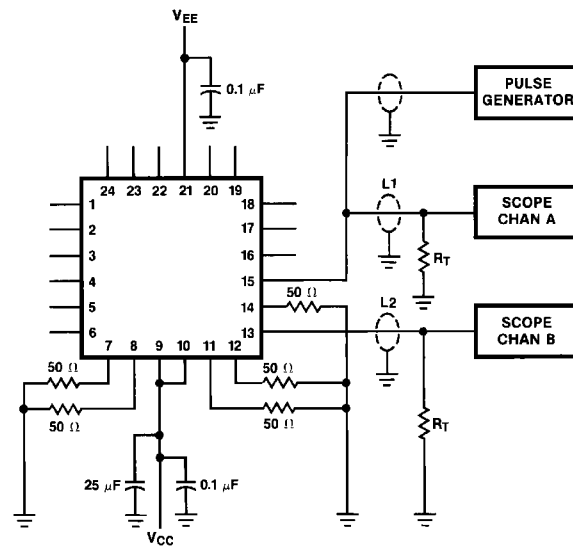 VEE
0.1 μF
PULSE
GENERATOR
24 23 22 21 20 19
1 18
2 17
3 16
4 15
5 14
6 13
7 8 9 10 11 12
L1
SCOPE
CHAN A
RT
50 Ω
L2
SCOPE
CHAN B
RT
50 Ω
50 Ω
50 Ω
50 Ω
25 μF
0.1 μF
VCC